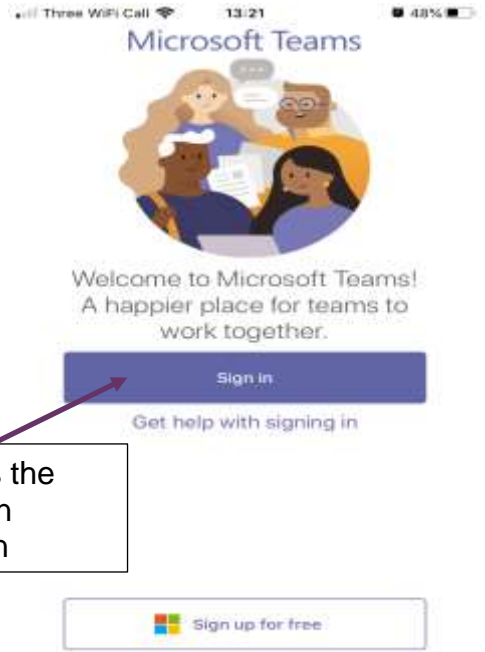 Three WiFi Call 13:21 48%
Microsoft Teams
Welcome to Microsoft Teams!
A happier place for teams to
work together.
Sign in
Get help with signing in
the
Sign up for free